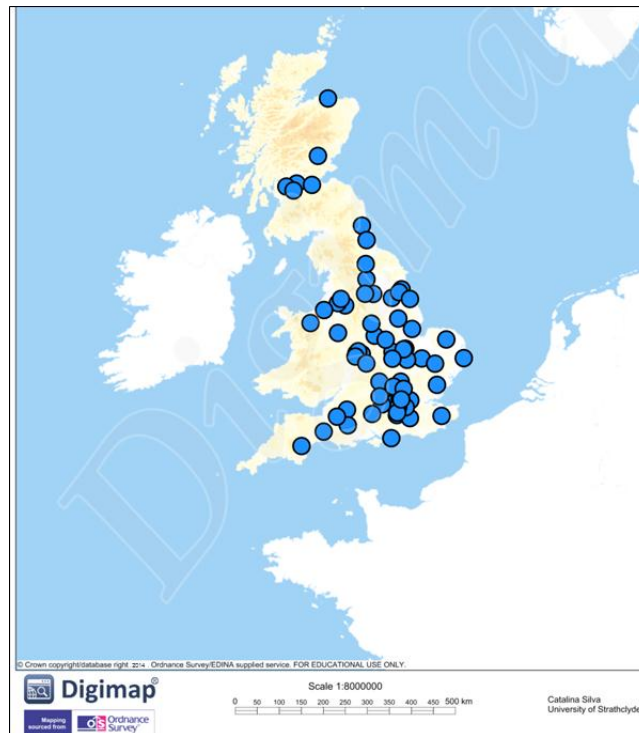 Digimap
© Crown copyright/database right 2014. Ordnance Survey/EDINA supplied service. FOR EDUCATIONAL USE ONLY.
Digimap®
Mapping
sourced from
OS Ordnance
Survey
Scale 1:8000000
0 50 100 150 200 250 300 350 400 450 500 km
Catalina Silva
University of Strathclyde